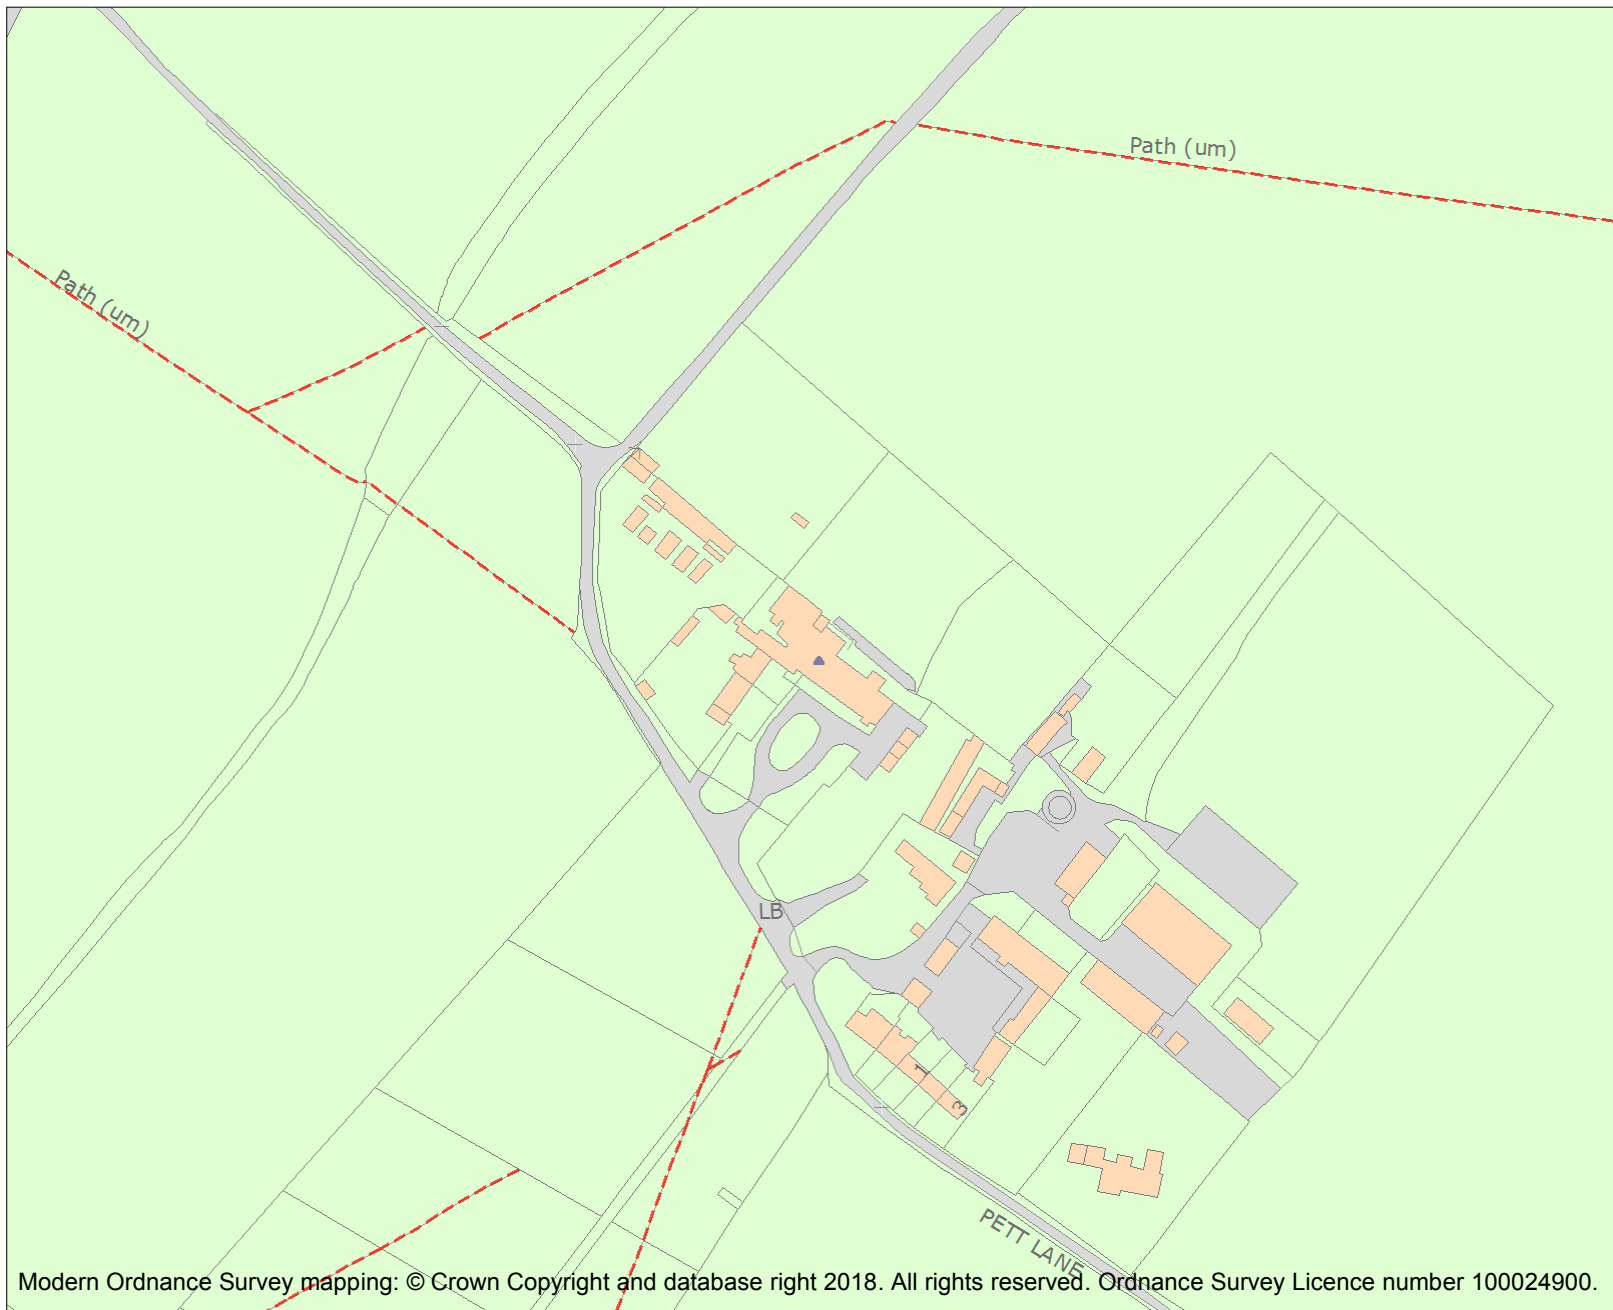 Path (um)
Path (um)
LB
1
3
PETT LANE
Modern Ordnance Survey mapping: © Crown Copyright and database right 2018. All rights reserved. Ordnance Survey Licence number 100024900.